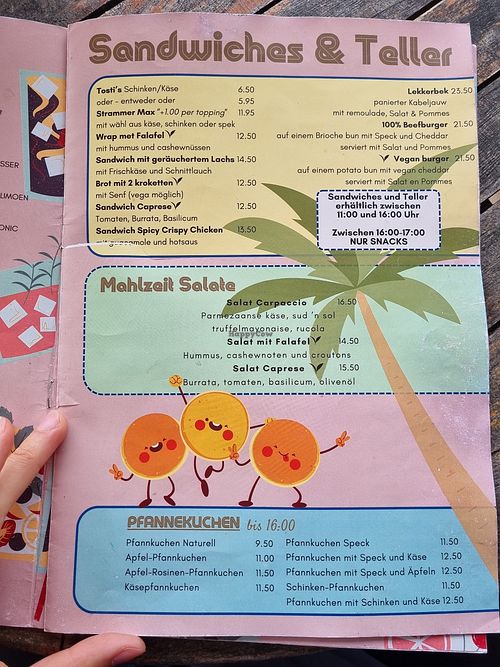 Sandwiches & Teller
Tosti's Schinken/Käse 6.50
oder - entweder oder 5.95
Strammer Max "+1.00 per topping" 11.95
mit wähl aus käse, schinken oder spek
Wrap met Falafel 12.50
mit hummus und cashewnüssen
Sandwich mit geräuchertem Lachs 14.50
mit Frischkäse und Schnittlauch
Brot mit 2 kroketten 12.50
mit Senf (vega möglich)
Sandwich Caprese 12.50
Tomaten, Burrata, Basilicum
Sandwich Spicy Crispy Chicken 13.50
mit guacamole und hotsaus
Lekkerbek 23.50
panierter Kabeljauw
mit remoulade, Salat & Pommes
100% Beefburger 21.50
auf einem Brioche bun mit Speck und Cheddar
serviert mit Salat und Pommes
Vegan burger 21.50
auf einem potato bun mit vegan cheddar
serviert mit Salat en Pommes
Sandwiches und Teller
erhältlich zwischen
11:00 und 16:00 Uhr
Zwischen 16:00-17:00
NUR SNACKS
Mahlzeit Salate
Salat Carpaccio 16.50
Parmezaanse käse, sud 'n sol
truffelmayonaise, rucola
Salat mit Falafel 14.50
Hummus, cashewnoten und croutons
Salat Caprese 15.50
Burrata, tomaten, basilicum, olivenöl
HappyCow
PFANNEKUCHEN bis 16:00
Pfannkuchen Naturell 9.50
Apfel-Pfannkuchen 11.00
Apfel-Rosinen-Pfannkuchen 11.50
Käsepfannkuchen 11.50
Pfannkuchen Speck 11.50
Pfannkuchen mit Speck und Käse 12.50
Pfannkuchen mit Speck und Äpfeln 12.50
Schinken-Pfannkuchen 11.50
Pfannkuchen mit Schinken und Käse 12.50
SSER
LIMOEN
ONIC